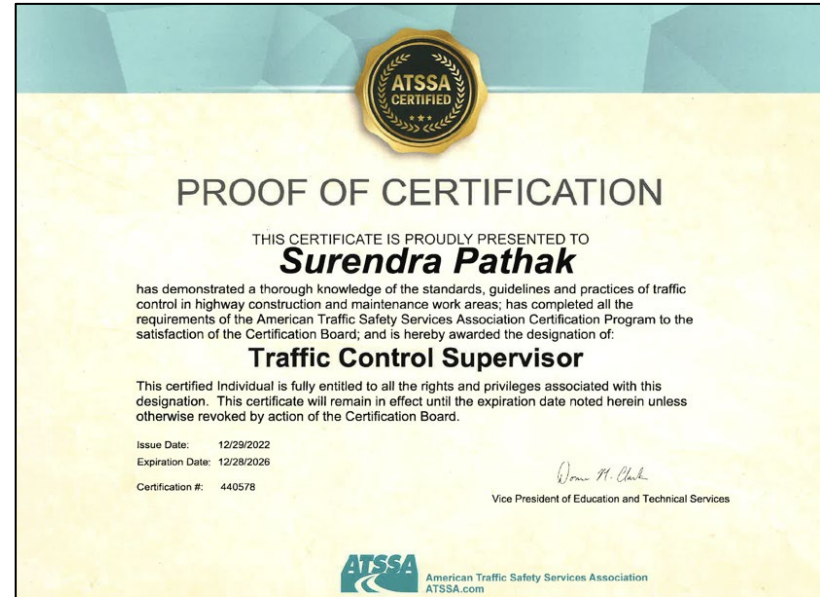 ATSSA
CERTIFIED
PROOF OF CERTIFICATION
THIS CERTIFICATE IS PROUDLY PRESENTED TO
Surendra Pathak
has demonstrated a thorough knowledge of the standards, guidelines and practices of traffic
control in highway construction and maintenance work areas; has completed all the
requirements of the American Traffic Safety Services Association Certification Program to the
satisfaction of the Certification Board; and is hereby awarded the designation of:
Traffic Control Supervisor
This certified Individual is fully entitled to all the rights and privileges associated with this
designation. This certificate will remain in effect until the expiration date noted herein unless
otherwise revoked by action of the Certification Board.
Issue Date: 12/29/2022
Expiration Date: 12/28/2026
Certification #: 440578
Vice President of Education and Technical Services
ATSSA
American Traffic Safety Services Association
ATSSA.com